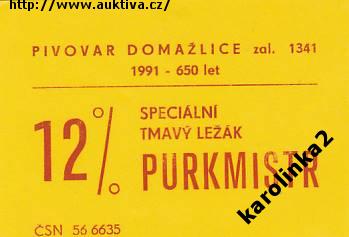 http://www.auktiva.cz/
PIVOVAR DOMAŽLICE zal. 1341
1991 - 650 let
12%
SPECIÁLNÍ
TMAVÝ LEŽÁK
PURKMISTR
ČSN 56 6635
karolinka2